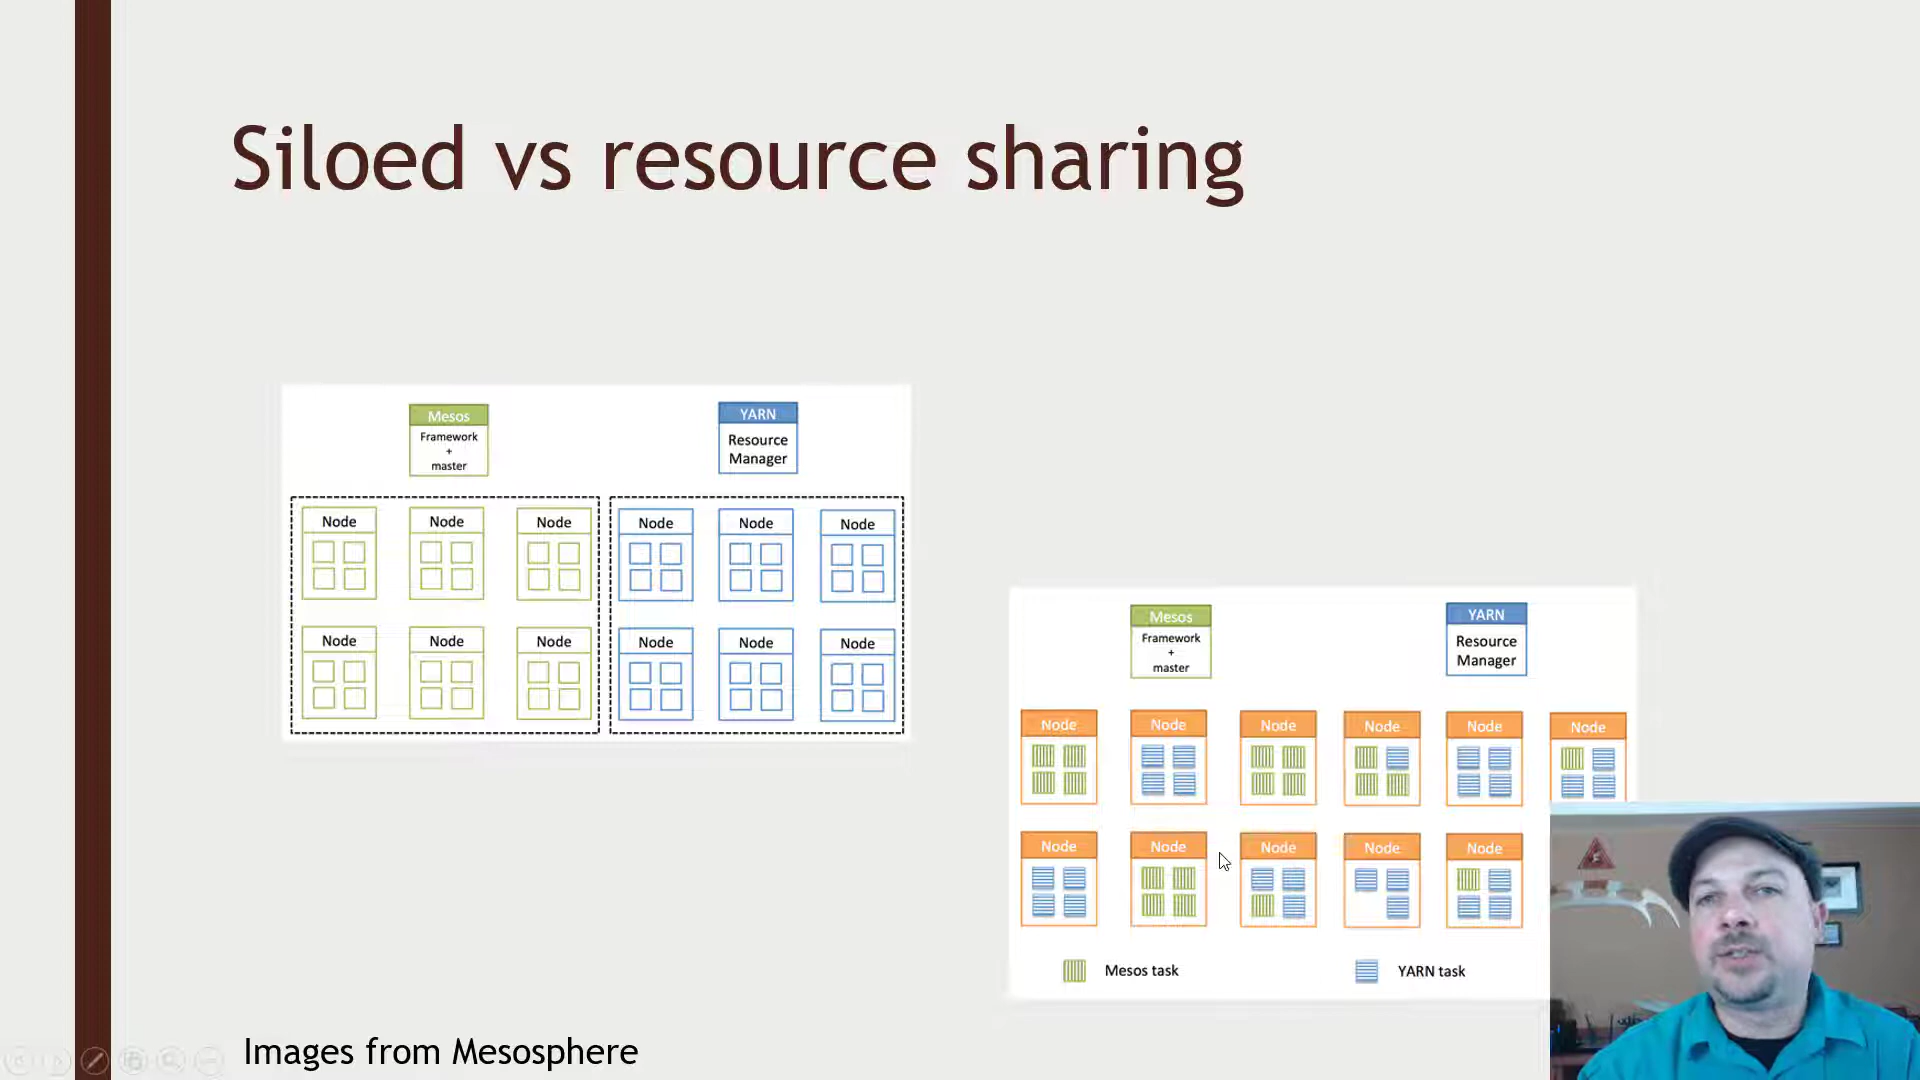 Siloed vs resource sharing
Mesos
Framework
+
master
YARN
Resource
Manager
Node Node Node Node Node Node
Node Node Node Node Node Node
Mesos
Framework
+
master
YARN
Resource
Manager
Node Node Node Node Node Node
Node Node Node Node Node
Mesos task YARN task
Images from Mesosphere